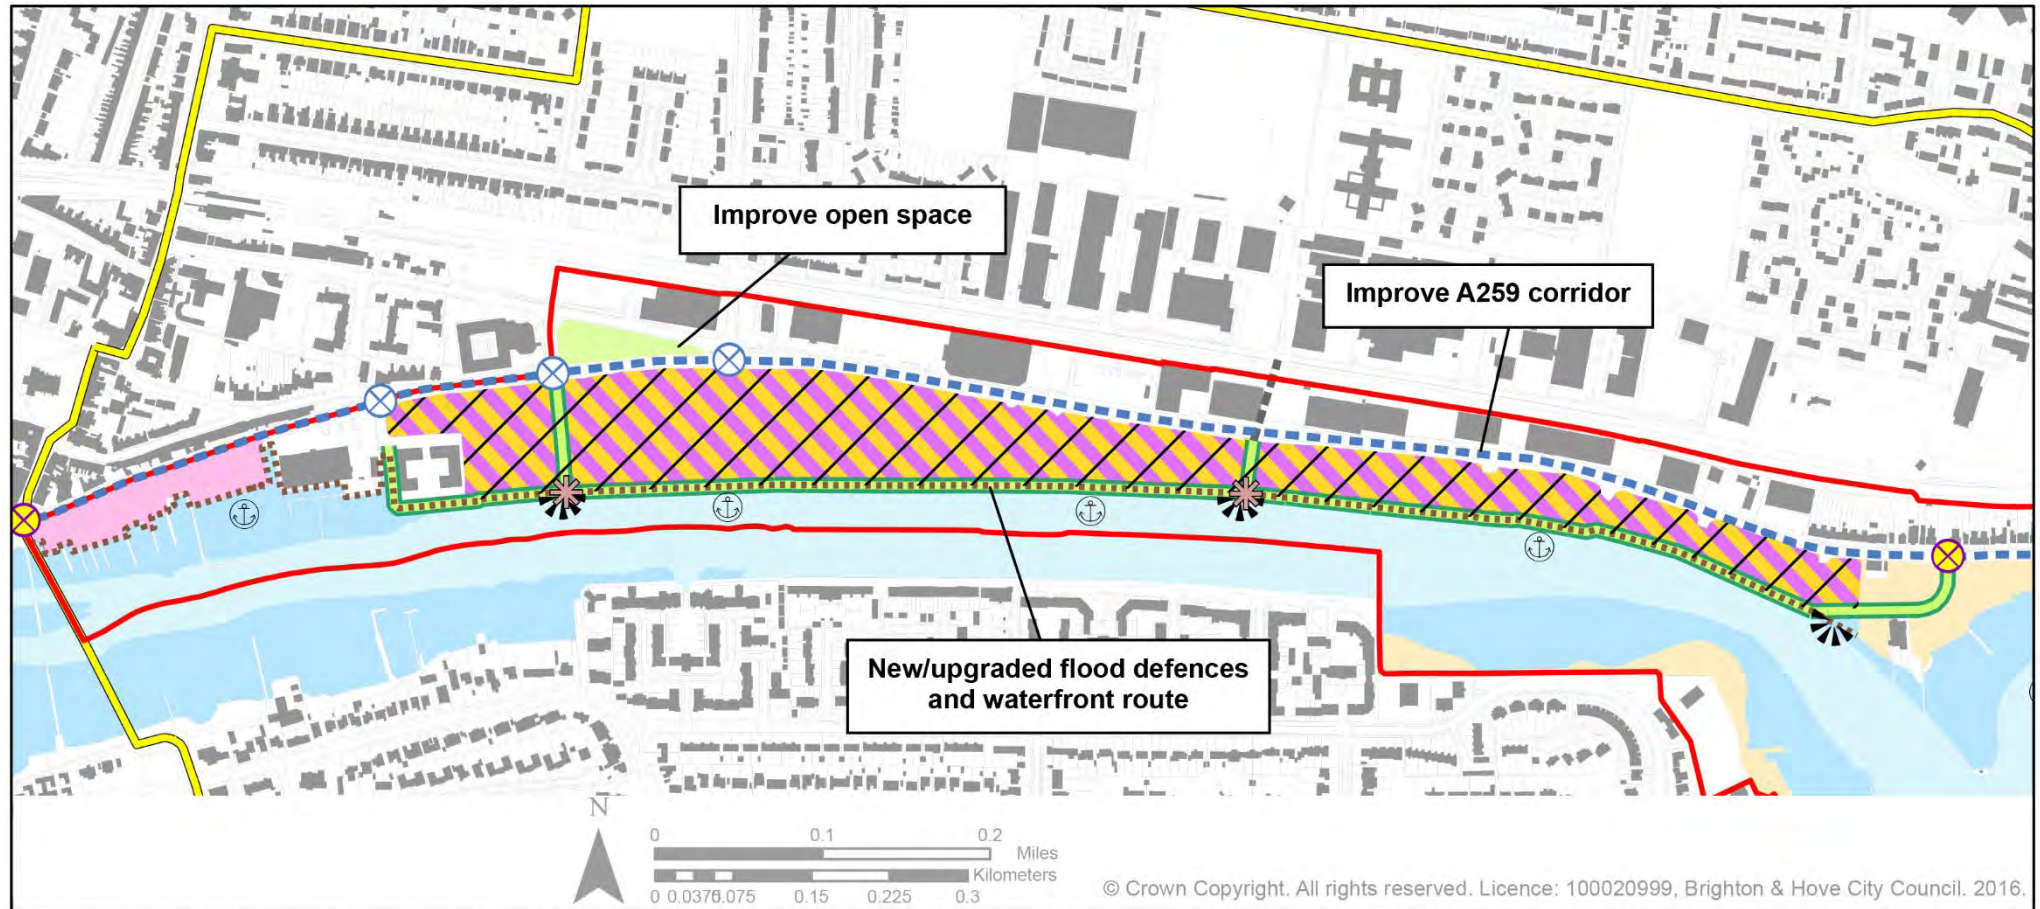 Improve open space
Improve A259 corridor
New/upgraded flood defences
and waterfront route
N
0 0.1 0.2
Miles
Kilometers
0 0.03750.075 0.15 0.225 0.3
© Crown Copyright. All rights reserved. Licence: 100020999, Brighton & Hove City Council. 2016.